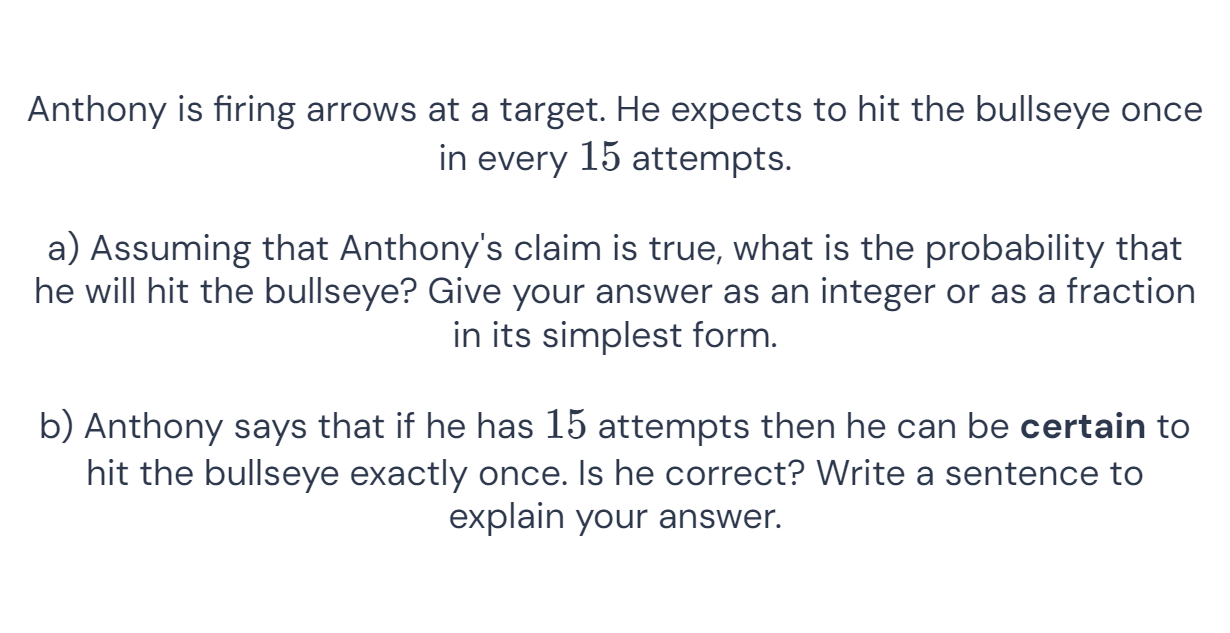 Anthony is firing arrows at a target. He expects to hit the bullseye once
in every 15 attempts.
a) Assuming that Anthony's claim is true, what is the probability that
he will hit the bullseye? Give your answer as an integer or as a fraction
in its simplest form.
b) Anthony says that if he has 15 attempts then he can be certain to
hit the bullseye exactly once. Is he correct? Write a sentence to
explain your answer.